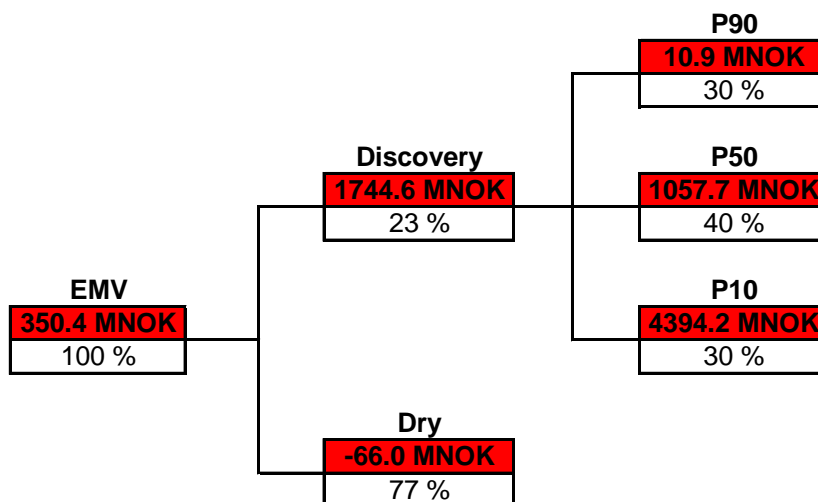 P90
10.9 MNOK
30 %
Discovery
1744.6 MNOK
23 %
P50
1057.7 MNOK
40 %
EMV
350.4 MNOK
100 %
P10
4394.2 MNOK
30 %
Dry
-66.0 MNOK
77 %